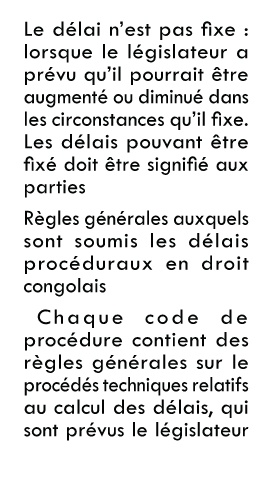 Le délai n’est pas fixe :
lorsque le législateur a
prévu qu’il pourrait être
augmenté ou diminué dans
les circonstances qu’il fixe.
Les délais pouvant être
fixé doit être signifié aux
parties
Règles générales auxquels
sont soumis les délais
procéduraux en droit
congolais
Chaque code de
procédure contient des
règles générales sur le
procédés techniques relatifs
au calcul des délais, qui
sont prévus le législateur